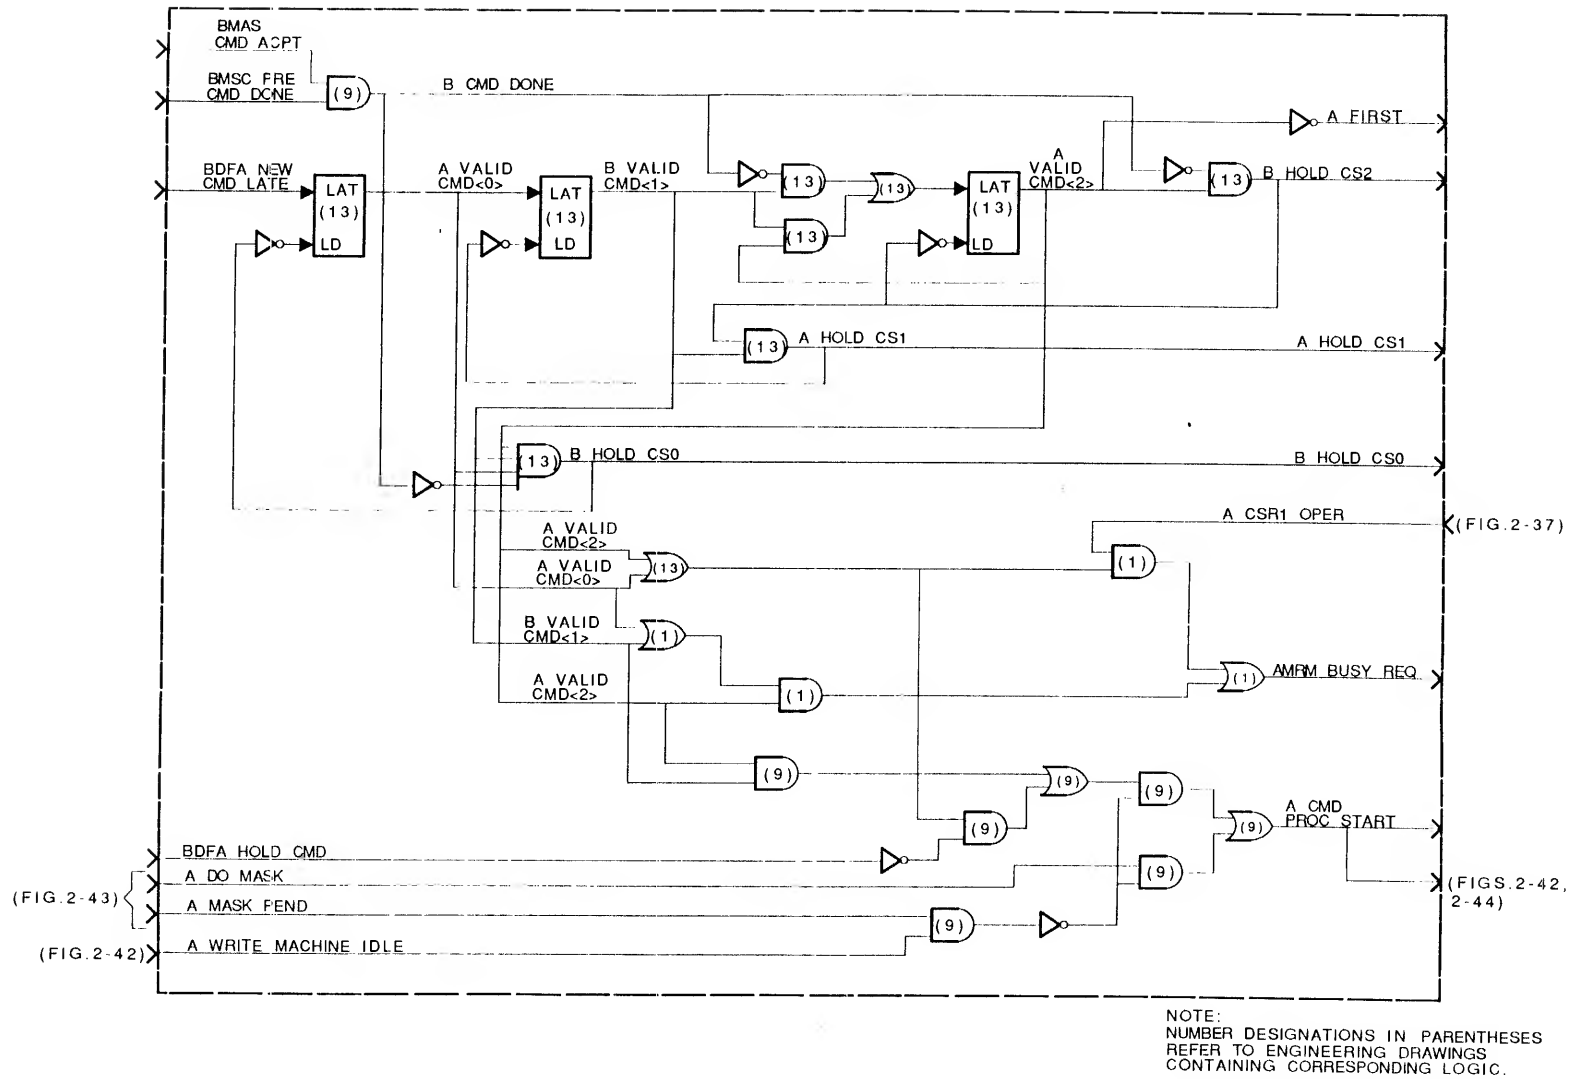 BMAS
CMD ACPT
BMSC PRE
CMD DONE
(9)
B CMD DONE
A FIRST
BDFA NEW
CMD LATE
LAT
(13)
LD
A VALID
CMD<0>
LAT
(13)
LD
B VALID
CMD<1>
(13)
(13)
(13)
LAT
(13)
LD
A
VALID
CMD<2>
(13)
B HOLD CS2
(13)
A HOLD CS1
A HOLD CS1
(13)
B HOLD CS0
B HOLD CS0
A CSR1 OPER
(FIG.2-37)
A VALID
CMD<2>
(13)
(1)
A VALID
CMD<0>
B VALID
CMD<1>
(1)
A VALID
CMD<2>
(1)
(1)
AMRM BUSY REQ
(9)
(9)
(9)
(9)
(9)
A CMD
PROC START
BDFA HOLD CMD
A DO MASK
(9)
(FIG.2-43)
(FIGS.2-42,
2-44)
A MASK PEND
(9)
A WRITE MACHINE IDLE
(FIG.2-42)
NOTE:
NUMBER DESIGNATIONS IN PARENTHESES
REFER TO ENGINEERING DRAWINGS
CONTAINING CORRESPONDING LOGIC.